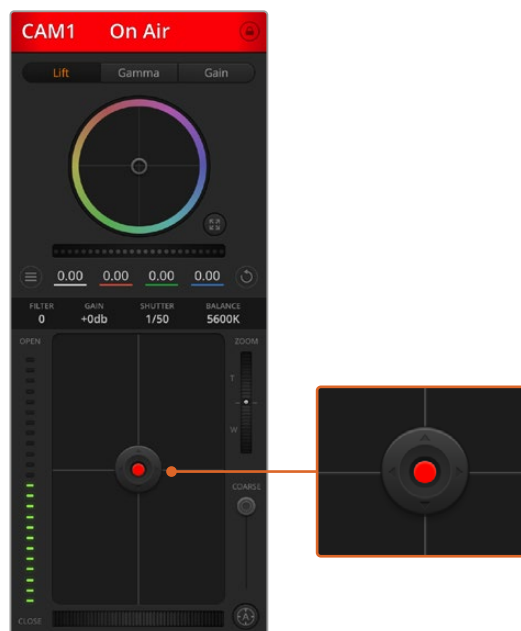 CAM1 On Air
Lift Gamma Gain
0.00 0.00 0.00 0.00
FILTER GAIN SHUTTER BALANCE
0 +0db 1/50 5600K
OPEN ZOOM
T
W
COARSE
CLOSE A